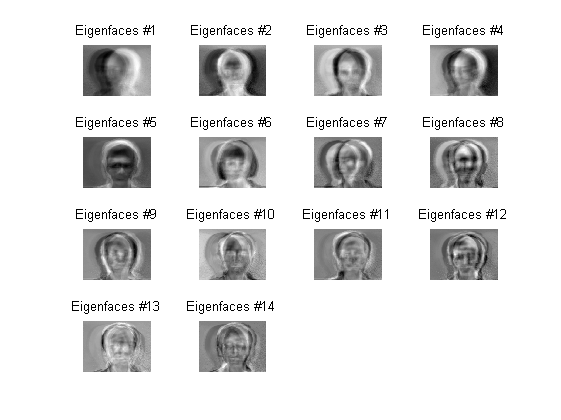 Eigenfaces #1
Eigenfaces #2
Eigenfaces #3
Eigenfaces #4
Eigenfaces #5
Eigenfaces #6
Eigenfaces #7
Eigenfaces #8
Eigenfaces #9
Eigenfaces #10
Eigenfaces #11
Eigenfaces #12
Eigenfaces #13
Eigenfaces #14